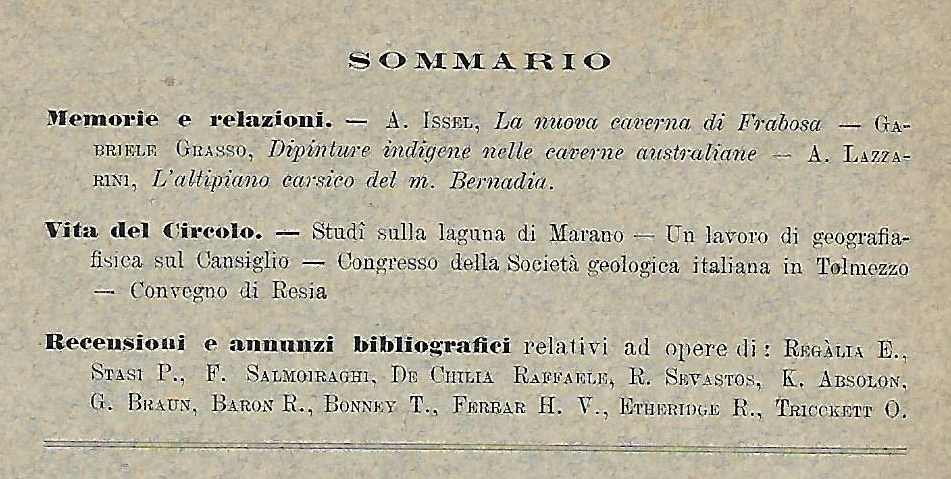 SOMMARIO
Memorie e relazioni. — A. Issel, La nuova caverna di Frabosa — Ga-
briele Grasso, Dipinture indigene nelle caverne australiane — A. Lazza-
rini, L'altipiano carsico del m. Bernadia.
Vita del Circolo. — Studî sulla laguna di Marano — Un lavoro di geografia-
fisica sul Cansiglio — Congresso della Società geologica italiana in Tolmezzo
— Convegno di Resia
Recensioni e annunzi bibliografici relativi ad opere di: Regàlia E.,
Stasi P., F. Salmoiraghi, De Chilia Raffaele, R. Sevastos, K. Absolon,
G. Braun, Baron R., Bonney T., Ferrar H. V., Etheridge R., Tricckett O.